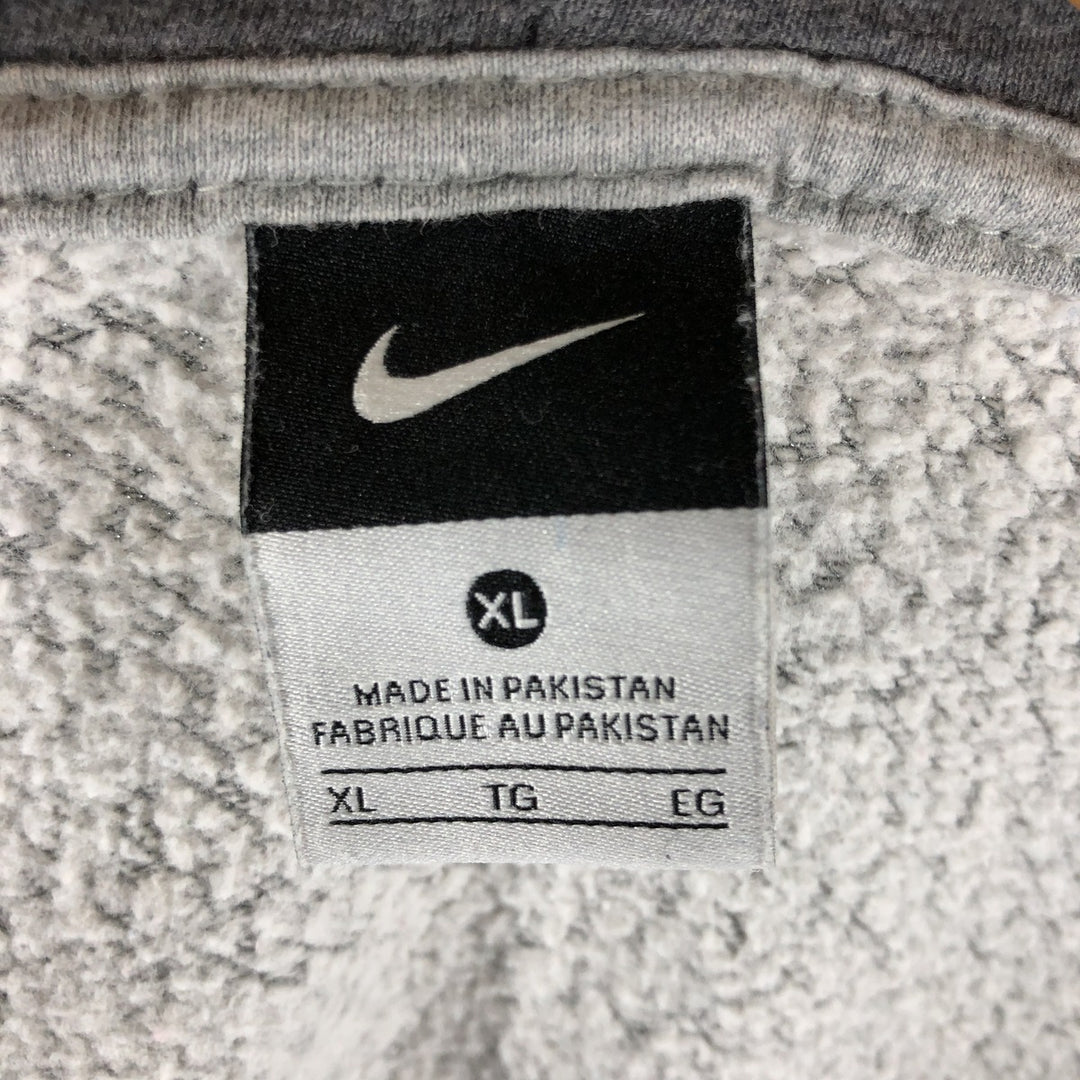 XL
MADE IN PAKISTAN
FABRIQUE AU PAKISTAN
XL TG EG